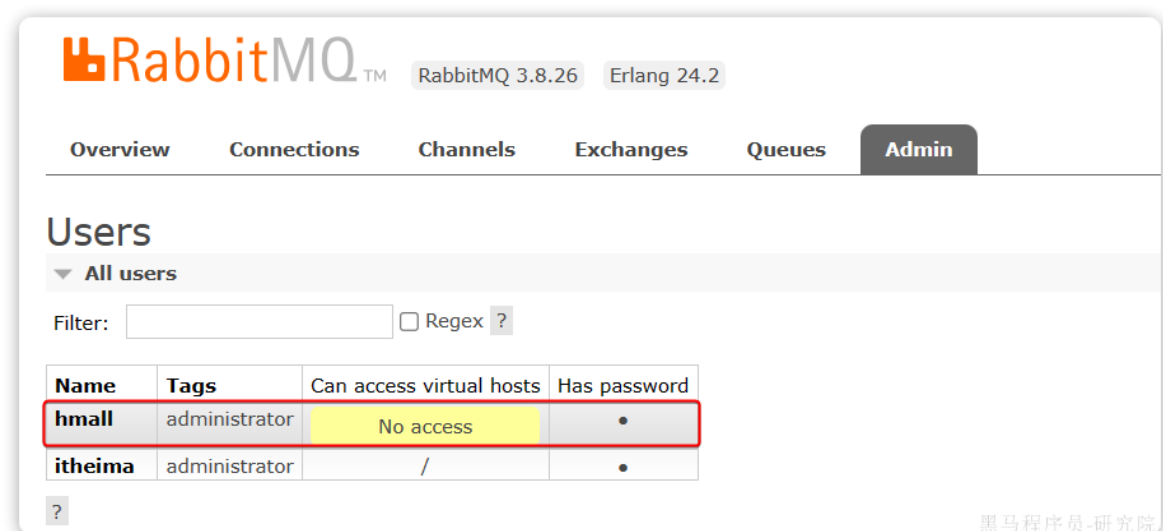 RabbitMQ TM RabbitMQ 3.8.26 Erlang 24.2
Overview Connections Channels Exchanges Queues Admin
Users
All users
Filter: Regex ?
Name Tags Can access virtual hosts Has password
hmall administrator No access •
itheima administrator / •
?
黑马程序员-研究院